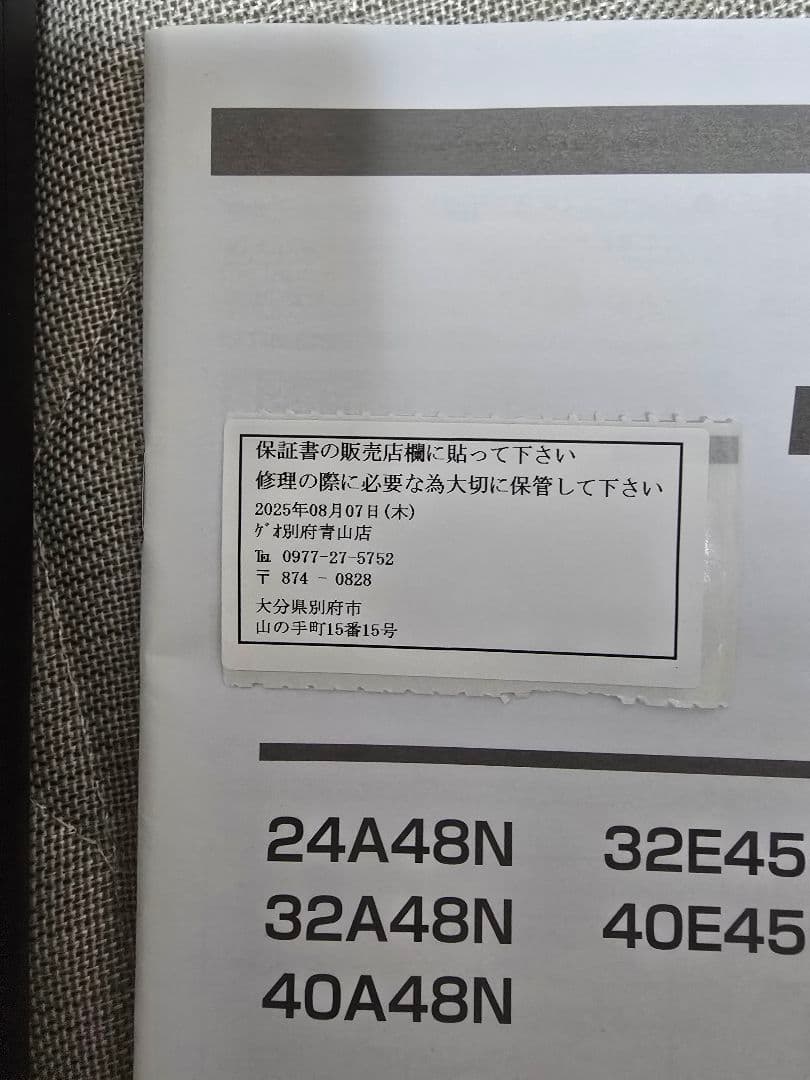 保証書の販売店欄に貼って下さい
修理の際に必要な為大切に保管して下さい
2025年08月07日(木)
ｹﾞｵ別府青山店
℡ 0977-27-5752
〒 874 - 0828
大分県別府市
山の手町15番15号
24A48N 32E45
32A48N 40E45
40A48N